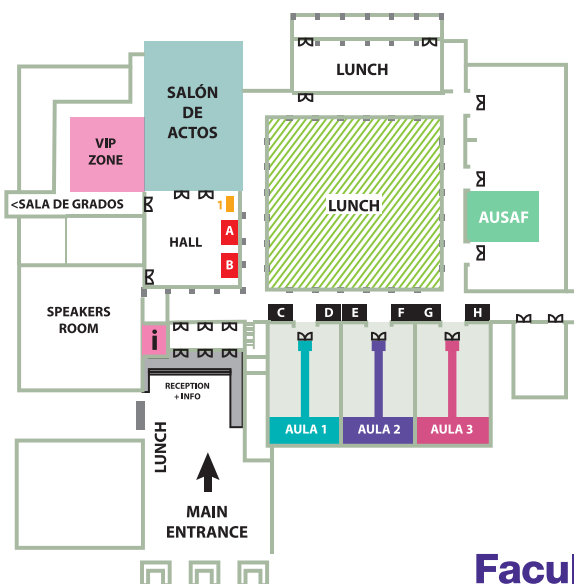 LUNCH
SALÓN
DE
ACTOS
VIP
ZONE
<SALA DE GRADOS
1
A
B
HALL
LUNCH
AUSAF
SPEAKERS
ROOM
i
C
D
E
F
G
H
RECEPTION
+ INFO
LUNCH
AULA 1
AULA 2
AULA 3
MAIN
ENTRANCE
Facul